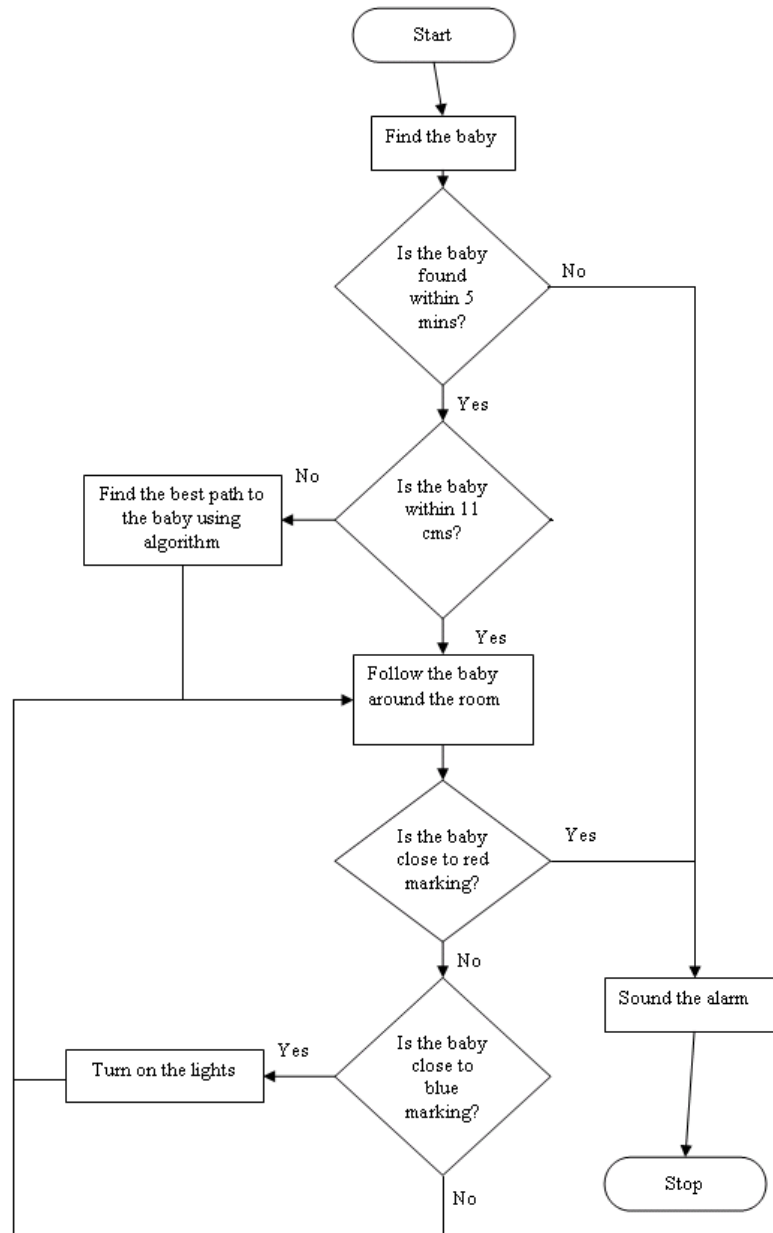 Start
Find the baby
Is the baby
found
within 5
mins?
No
Yes
Is the baby
within 11
cms?
No
Find the best path to
the baby using
algorithm
Yes
Follow the baby
around the room
Is the baby
close to red
marking?
Yes
No
Sound the alarm
Is the baby
close to
blue
marking?
Yes
Turn on the lights
No
Stop